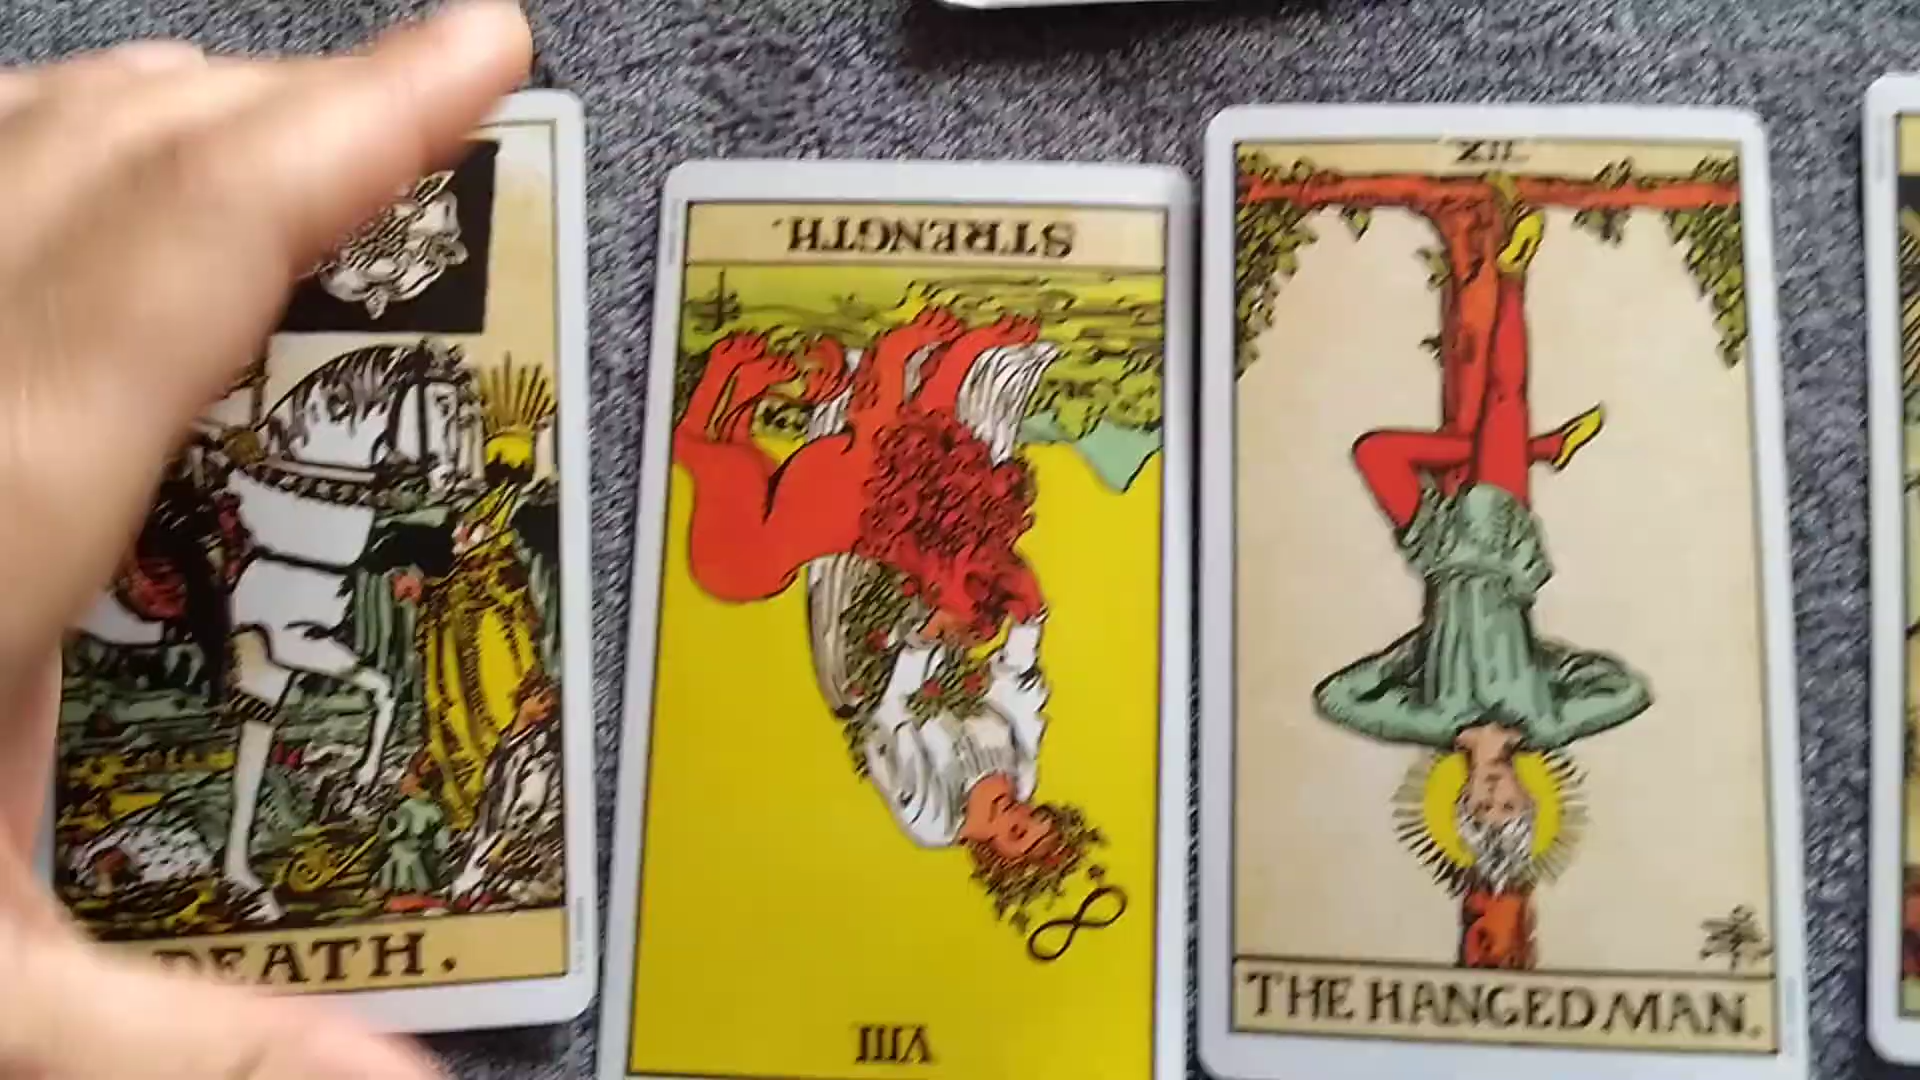 DEATH.
STRENGTH.
VIII
XII
THE HANGED MAN.